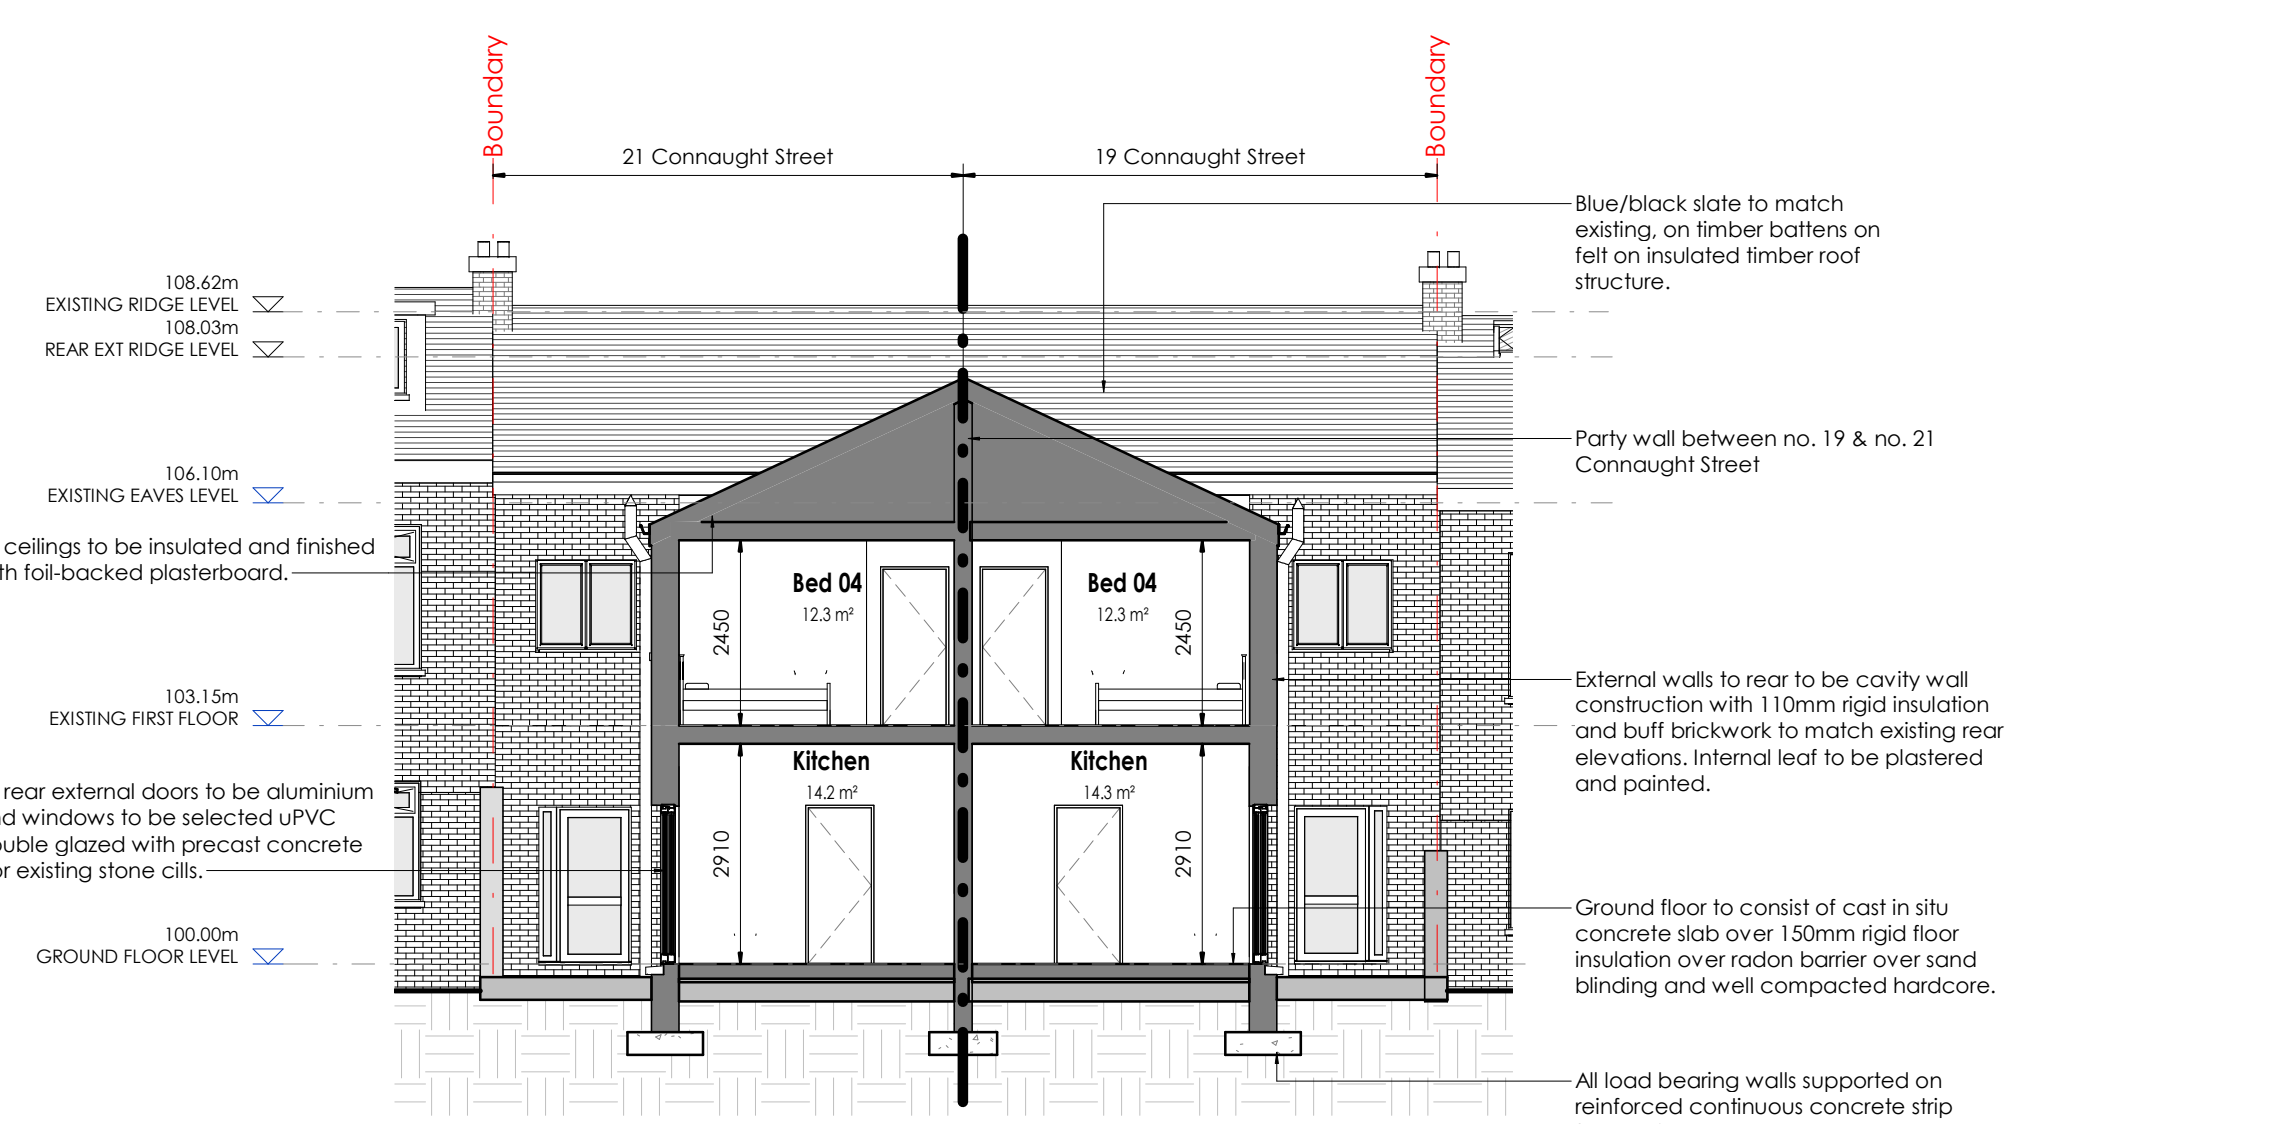 Boundary
Boundary
21 Connaught Street
19 Connaught Street
Blue/black slate to match
existing, on timber battens on
felt on insulated timber roof
structure.
108.62m
EXISTING RIDGE LEVEL
108.03m
REAR EXT RIDGE LEVEL
Party wall between no. 19 & no. 21
Connaught Street
106.10m
EXISTING EAVES LEVEL
ceilings to be insulated and finished
foil-backed plasterboard.
Bed 04
12.3 m²
2450
Bed 04
12.3 m²
2450
External walls to rear to be cavity wall
construction with 110mm rigid insulation
and buff brickwork to match existing rear
elevations. Internal leaf to be plastered
and painted.
103.15m
EXISTING FIRST FLOOR
Kitchen
14.2 m²
2910
Kitchen
14.3 m²
2910
rear external doors to be aluminium
windows to be selected uPVC
glazed with precast concrete
or existing stone cills.
100.00m
GROUND FLOOR LEVEL
Ground floor to consist of cast in situ
concrete slab over 150mm rigid floor
insulation over radon barrier over sand
blinding and well compacted hardcore.
All load bearing walls supported on
reinforced continuous concrete strip